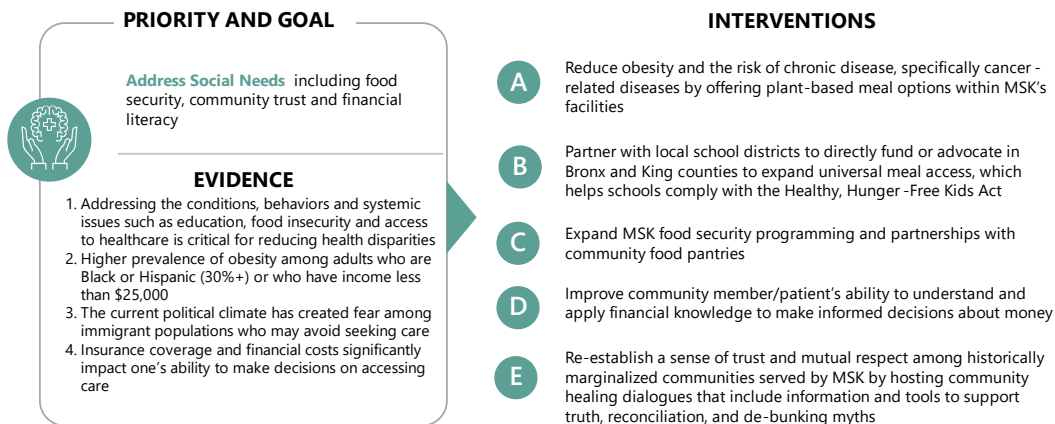 PRIORITY AND GOAL
Address Social Needs including food
security, community trust and financial
literacy
EVIDENCE
1. Addressing the conditions, behaviors and systemic
issues such as education, food insecurity and access
to healthcare is critical for reducing health disparities
2. Higher prevalence of obesity among adults who are
Black or Hispanic (30%+) or who have income less
than $25,000
3. The current political climate has created fear among
immigrant populations who may avoid seeking care
4. Insurance coverage and financial costs significantly
impact one's ability to make decisions on accessing
care
INTERVENTIONS
A
Reduce obesity and the risk of chronic disease, specifically cancer -
related diseases by offering plant-based meal options within MSK's
facilities
B
Partner with local school districts to directly fund or advocate in
Bronx and King counties to expand universal meal access, which
helps schools comply with the Healthy, Hunger -Free Kids Act
C
Expand MSK food security programming and partnerships with
community food pantries
D
Improve community member/patient's ability to understand and
apply financial knowledge to make informed decisions about money
E
Re-establish a sense of trust and mutual respect among historically
marginalized communities served by MSK by hosting community
healing dialogues that include information and tools to support
truth, reconciliation, and de-bunking myths